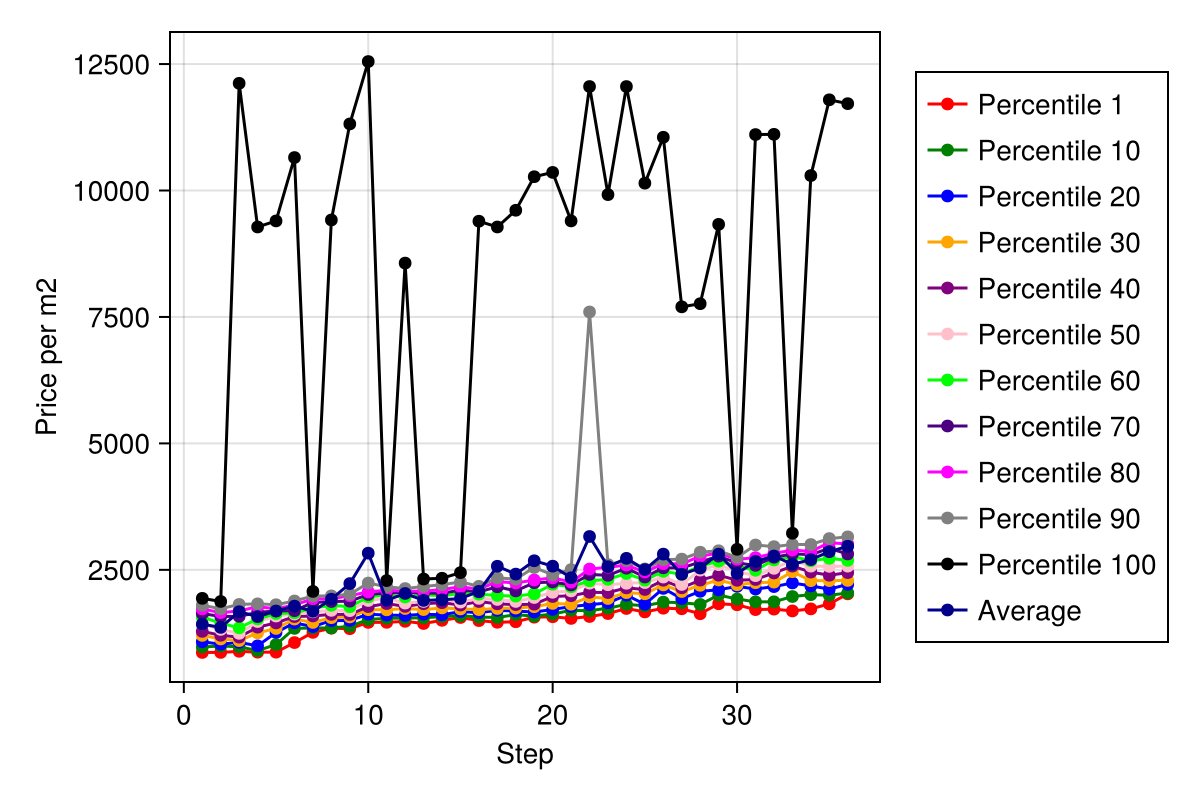 12500
10000
7500
5000
2500
0
10
20
30
Price per m2
Step
Percentile 1
Percentile 10
Percentile 20
Percentile 30
Percentile 40
Percentile 50
Percentile 60
Percentile 70
Percentile 80
Percentile 90
Percentile 100
Average